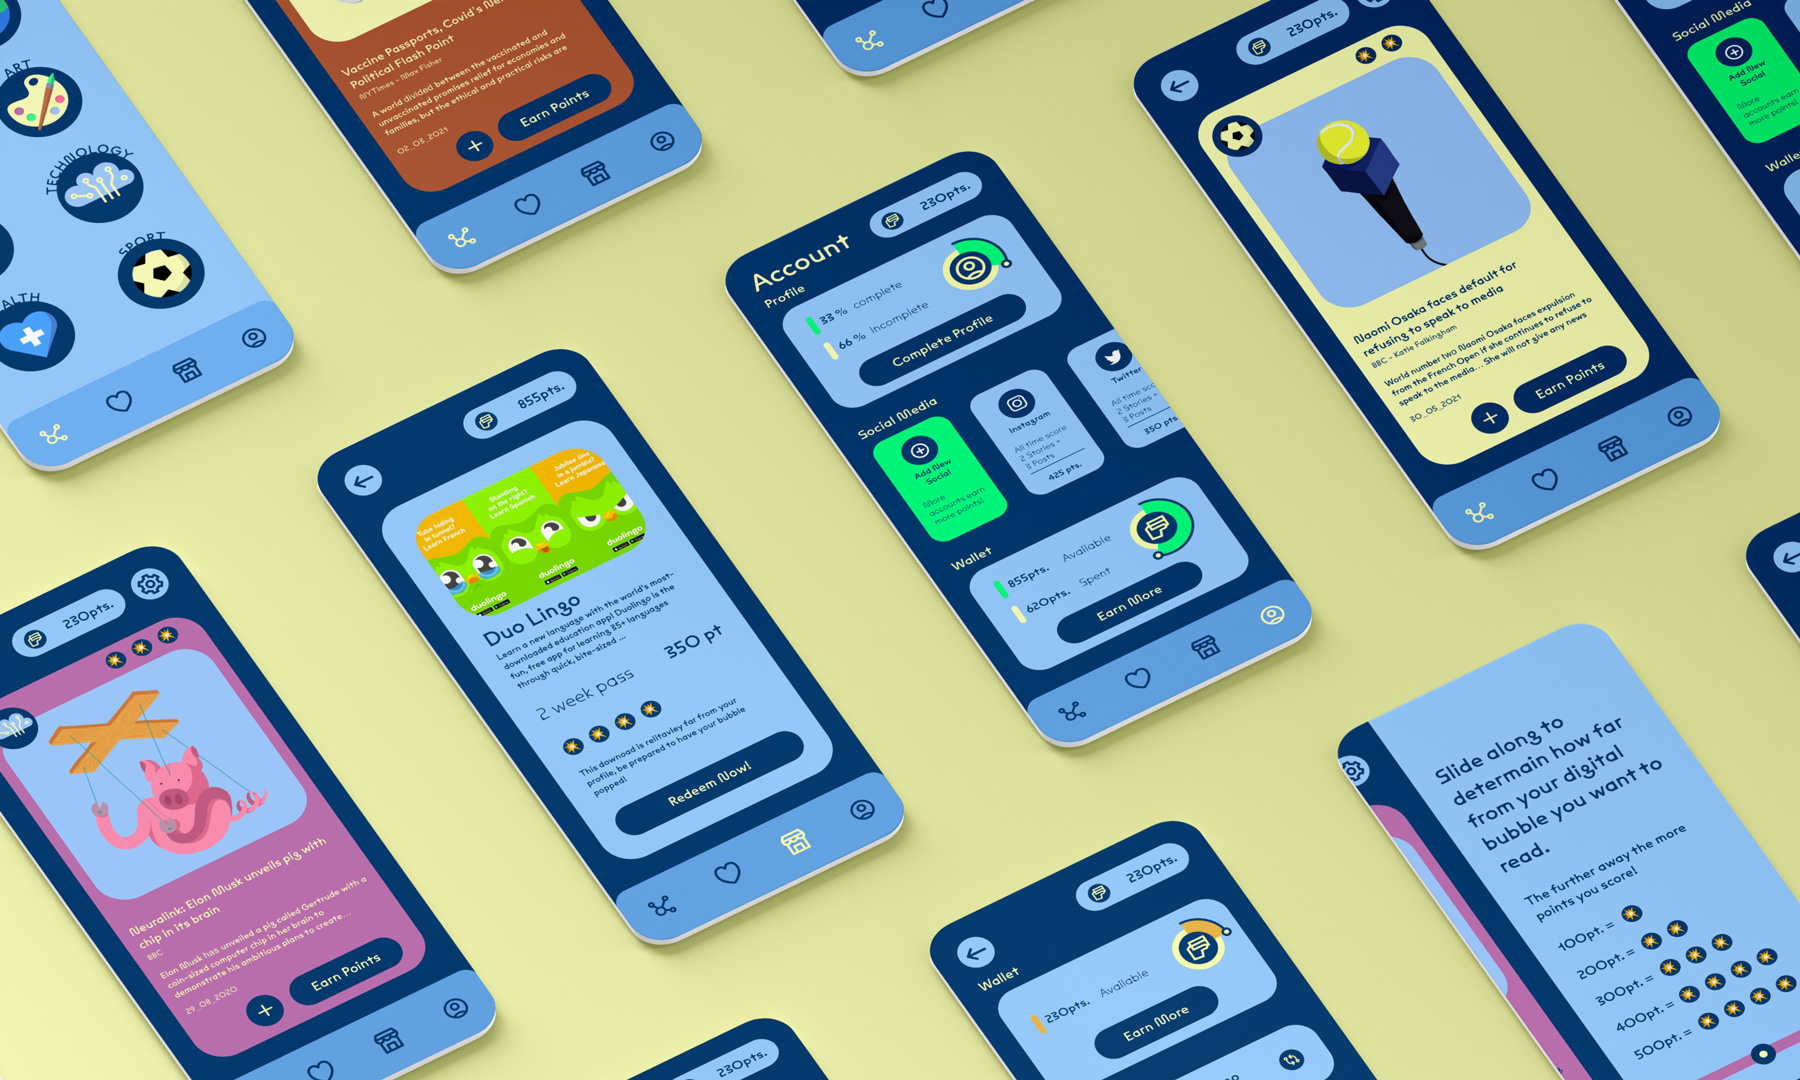 ART
TECHNOLOGY
SPORT
ALTH
Vaccine Passports, Covid's Ne
Political Flash Point
NYTimes - Max Fisher
A world divided between the vaccinated and
unvaccinated promises relief for economies and
families, but the ethical and practical risks are
02_03_2021
Earn Points
230pts.
Neuralink: Elon Musk unveils pig with
chip in its brain
BBC
Elon Musk has unveiled a pig called Gertrude with a
coin-sized computer chip in her brain to
demonstrate his ambitious plans to create...
29_08_2020
Earn Points
855pts.
Tube hiding
in tunnel?
Learn French
duolingo
Standing
on the right?
Learn Spanish
duolingo
Jubilee line
in a jumble?
Learn Japanese
duolingo
Duo Lingo
Learn a new language with the world's most-
downloaded education app! Duolingo is the
fun, free app for learning 35+ languages
through quick, bite-sized ...
2 week pass
350 pt
This downood is relitavley far from your
profile, be prepared to have your bubble
popped!
Redeem Now!
230pts.
Account
Profile
33% complete
66% Incomplete
Complete Profile
Social Media
Add New
Social
More
accounts earn
more points!
Instagram
All time score
2 Stories +
3 Posts
425 pts.
Twitter
All time sco
2 Stories +
3 Posts
350 pts
Wallet
855pts. Available
620pts. Spent
Earn More
230pts.
Naomi Osaka faces default for
refusing to speak to media
BBC - Katie Falkingham
World number two Naomi Osaka faces expulsion
from the French Open if she continues to refuse to
speak to the media... She will not give any news
30_05_2021
Earn Points
Social Media
Add New
Social
More
accounts earn
more points!
Walle
230pts.
230pts.
Wallet
230pts. Available
Earn More
Slide along to
determain how far
from your digital
bubble you want to
read.
The further away the more
points you score!
100pt. =
200pt. =
300pt. =
400pt. =
500pt. =